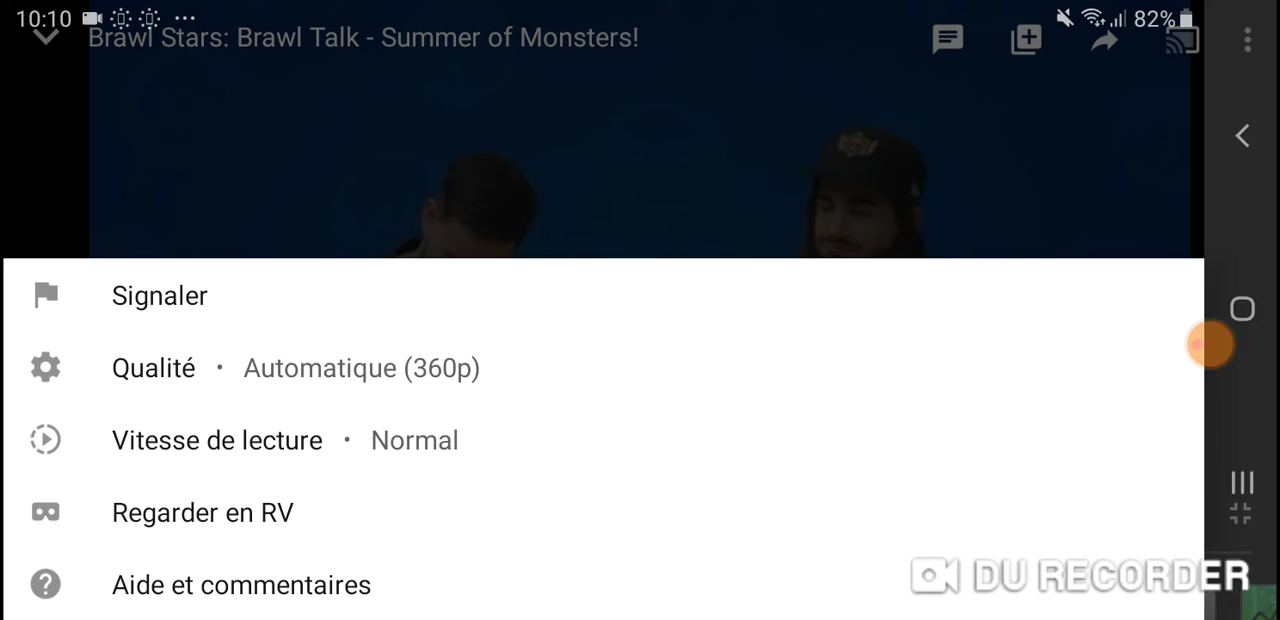 10:10 82%
Brawl Stars: Brawl Talk - Summer of Monsters!
Signaler
Qualité • Automatique (360p)
Vitesse de lecture • Normal
Regarder en RV
Aide et commentaires
DU RECORDER